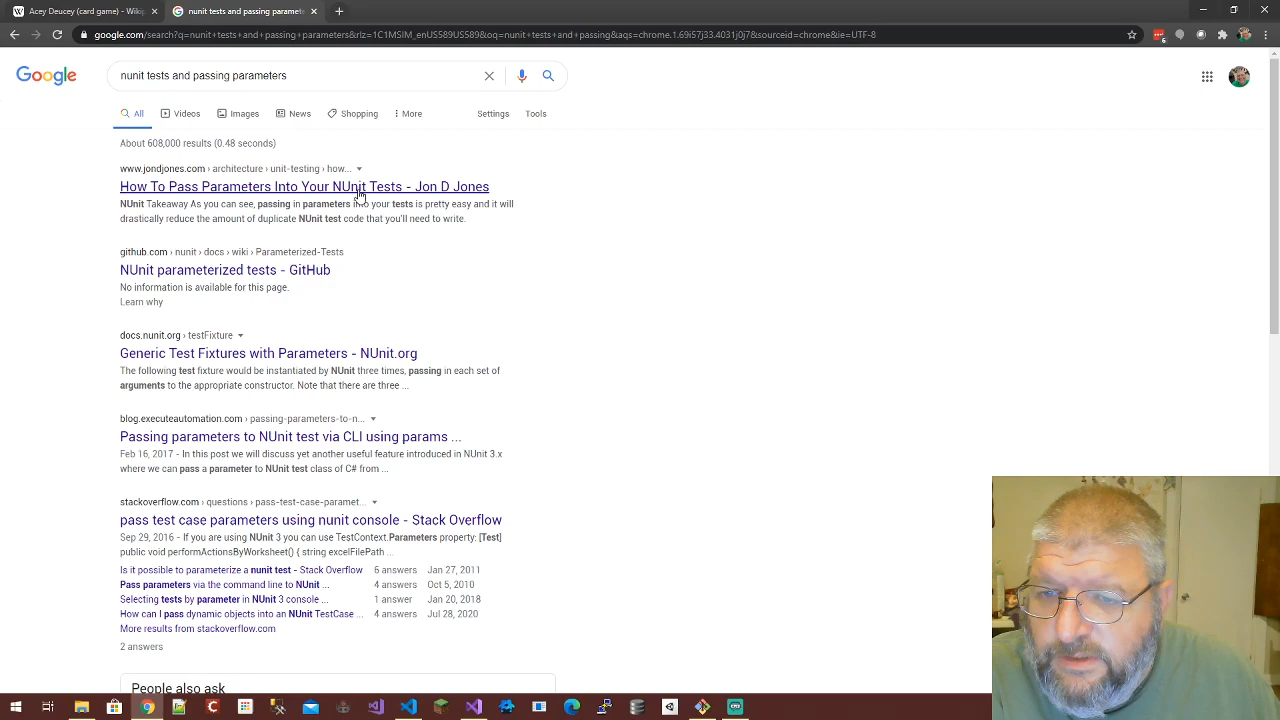 Acey Deucey (card game) - Wikip
nunit tests and passing paramet
google.com/search?q=nunit+tests+and+passing+parameters&rlz=1C1MSIM_enUS589US589&oq=nunit+tests+and+passing&aqs=chrome.1.69i57j33.4031j0j7&sourceid=chrome&ie=UTF-8
Google
nunit tests and passing parameters
All Videos Images News Shopping More Settings Tools
About 608,000 results (0.48 seconds)
www.jondjones.com › architecture › unit-testing › how...
How To Pass Parameters Into Your NUnit Tests - Jon D Jones
NUnit Takeaway As you can see, passing in parameters into your tests is pretty easy and it will
drastically reduce the amount of duplicate NUnit test code that you'll need to write.
github.com › nunit › docs › wiki › Parameterized-Tests
NUnit parameterized tests - GitHub
No information is available for this page.
Learn why
docs.nunit.org › testFixture
Generic Test Fixtures with Parameters - NUnit.org
The following test fixture would be instantiated by NUnit three times, passing in each set of
arguments to the appropriate constructor. Note that there are three ...
blog.executeautomation.com › passing-parameters-to-n...
Passing parameters to NUnit test via CLI using params ...
Feb 16, 2017 - In this post we will discuss yet another useful feature introduced in NUnit 3.x
where we can pass a parameter to NUnit test class of C# from ...
stackoverflow.com › questions › pass-test-case-paramet...
pass test case parameters using nunit console - Stack Overflow
Sep 29, 2016 - If you are using NUnit 3 you can use TestContext.Parameters property: [Test]
public void performActionsByWorksheet() { string excelFilePath ...
Is it possible to parameterize a nunit test - Stack Overflow 6 answers Jan 27, 2011
Pass parameters via the command line to NUnit ... 4 answers Oct 5, 2010
Selecting tests by parameter in NUnit 3 console ... 1 answer Jan 20, 2018
How can I pass dynamic objects into an NUnit TestCase ... 4 answers Jul 28, 2020
More results from stackoverflow.com
2 answers
People also ask